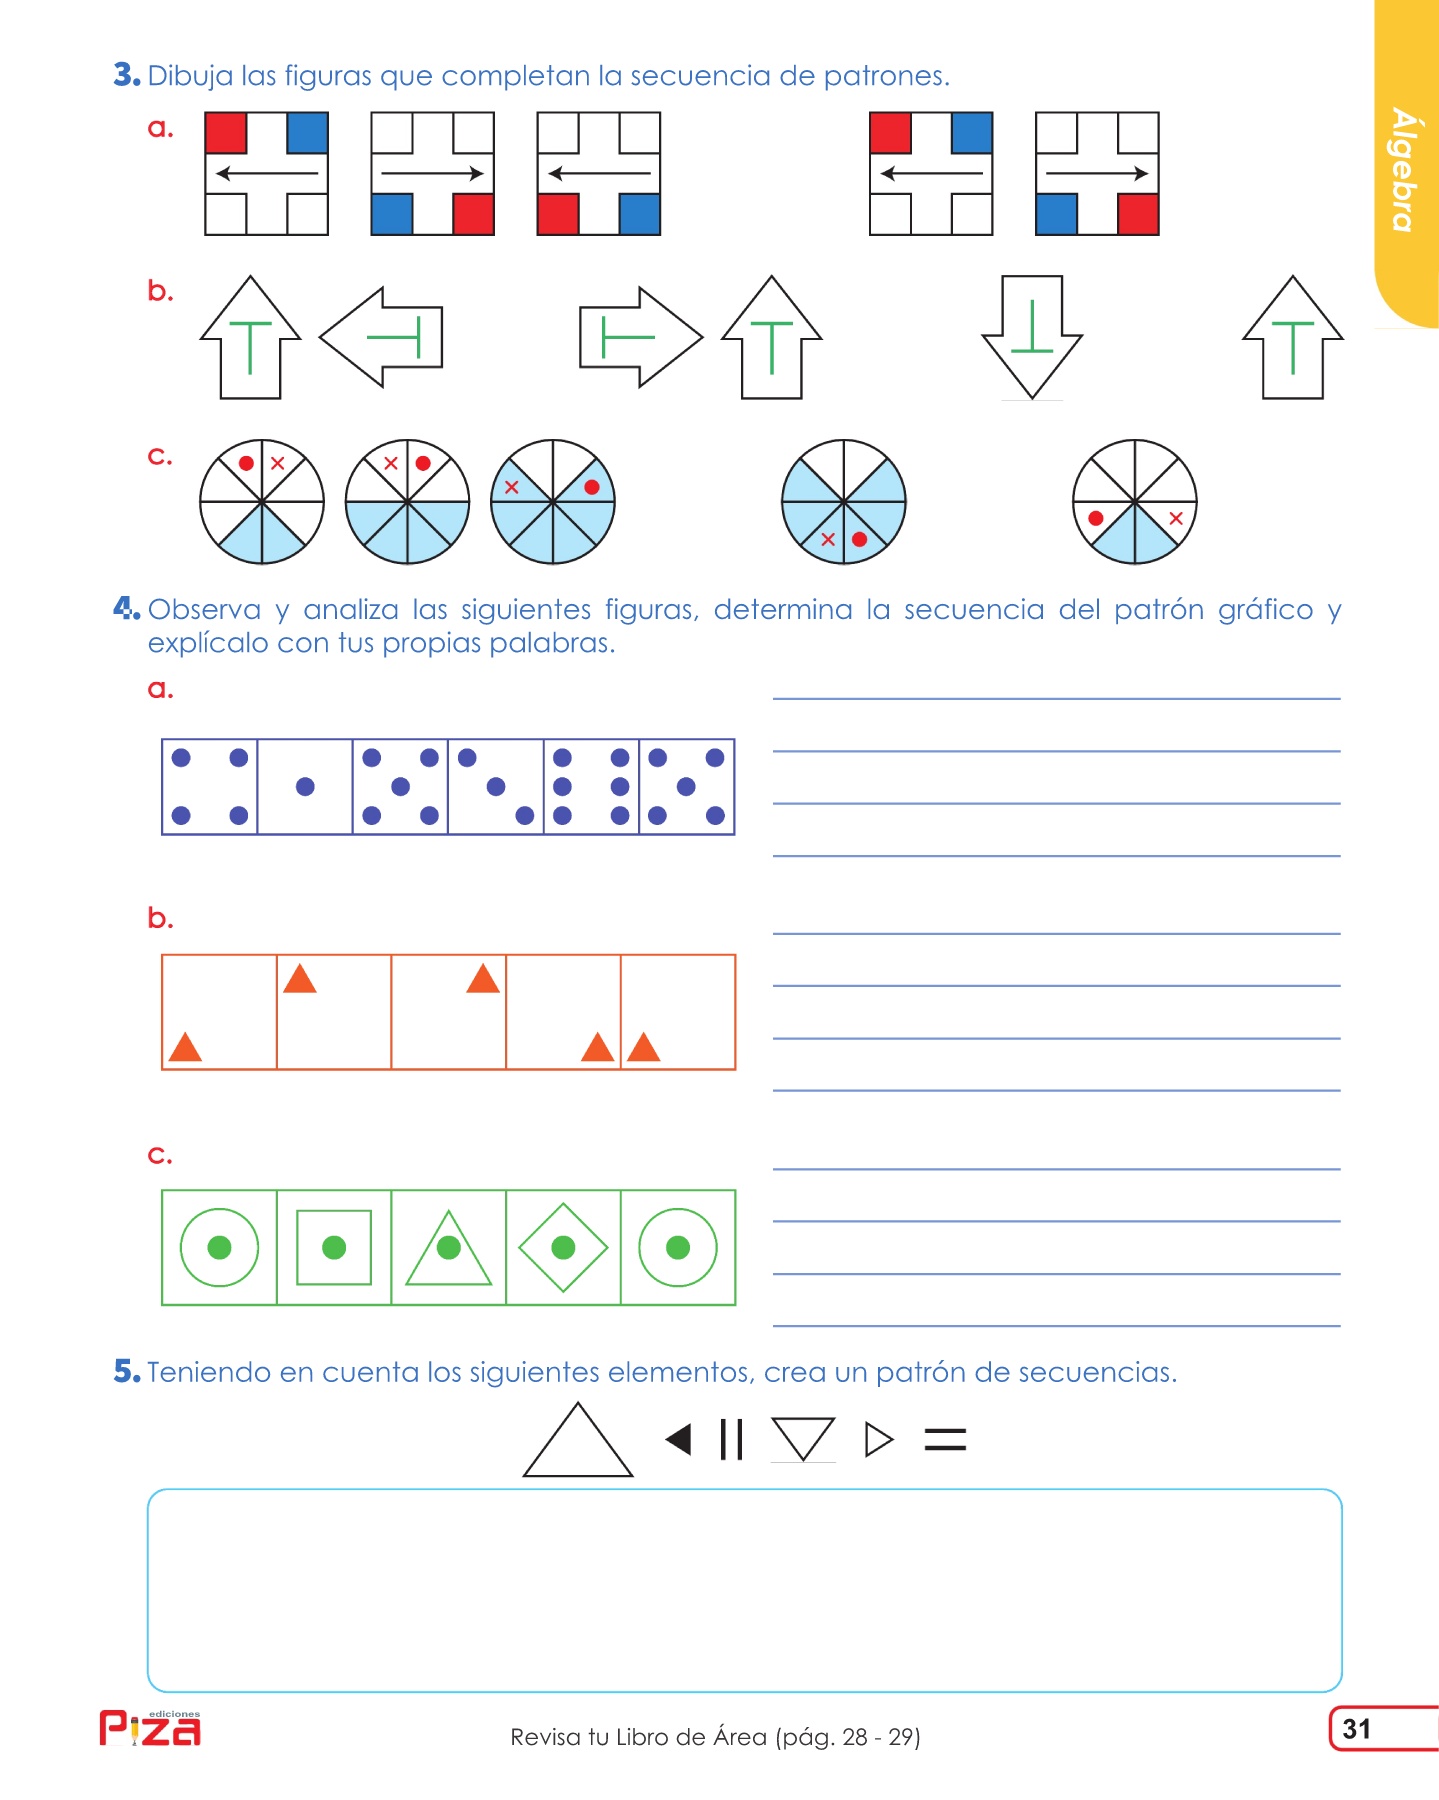 Álgebra
3. Dibuja las figuras que completan la secuencia de patrones.
a.
b.
T T T T T T
c.
4. Observa y analiza las siguientes figuras, determina la secuencia del patrón gráfico y
explícalo con tus propias palabras.
a.
b.
c.
5. Teniendo en cuenta los siguientes elementos, crea un patrón de secuencias.
ediciones
Piza
Revisa tu Libro de Área (pág. 28 - 29)
31